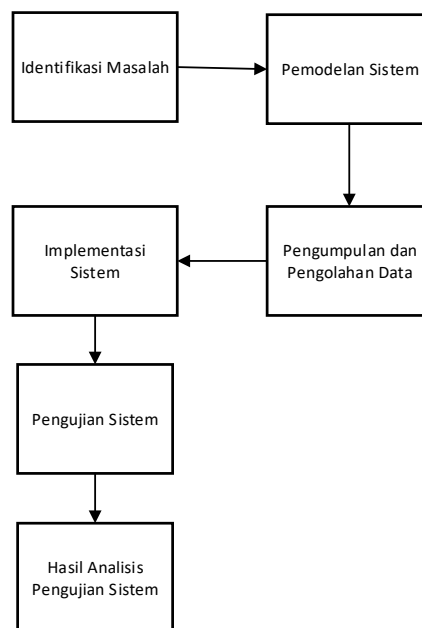 Identifikasi Masalah
Pemodelan Sistem
Pengumpulan dan
Pengolahan Data
Implementasi
Sistem
Pengujian Sistem
Hasil Analisis
Pengujian Sistem